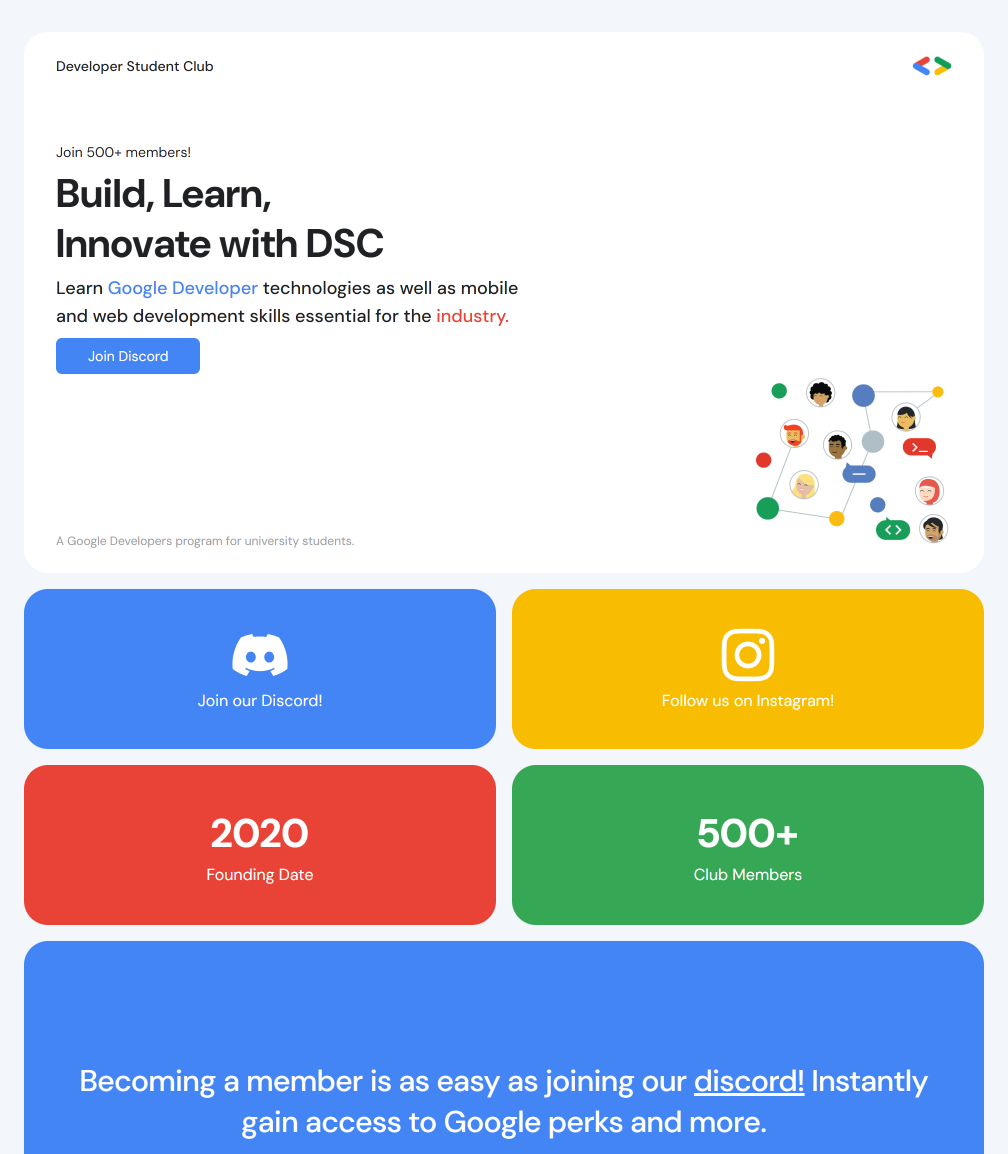 Developer Student Club
Join 500+ members!
Build, Learn,
Innovate with DSC
Learn Google Developer technologies as well as mobile
and web development skills essential for the industry.
Join Discord
A Google Developers program for university students.
Join our Discord!
Follow us on Instagram!
2020
Founding Date
500+
Club Members
Becoming a member is as easy as joining our discord! Instantly
gain access to Google perks and more.